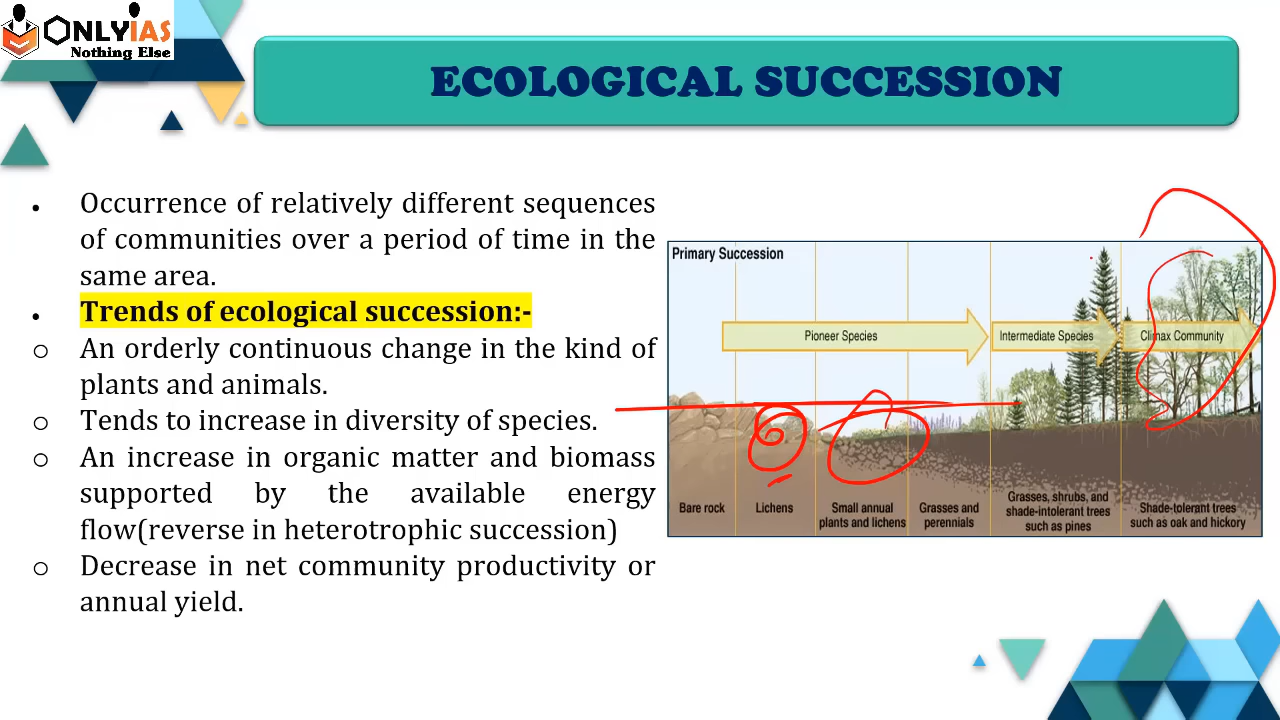 ONLYIAS
Nothing Else
ECOLOGICAL SUCCESSION
• Occurrence of relatively different sequences
of communities over a period of time in the
same area.
• Trends of ecological succession:-
o An orderly continuous change in the kind of
plants and animals.
o Tends to increase in diversity of species.
o An increase in organic matter and biomass
supported by the available energy
flow(reverse in heterotrophic succession)
o Decrease in net community productivity or
annual yield.
Primary Succession
Pioneer Species
Intermediate Species
Climax Community
Bare rock
Lichens
Small annual
plants and lichens
Grasses and
perennials
Grasses, shrubs, and
shade-intolerant trees
such as pines
Shade-tolerant trees
such as oak and hickory